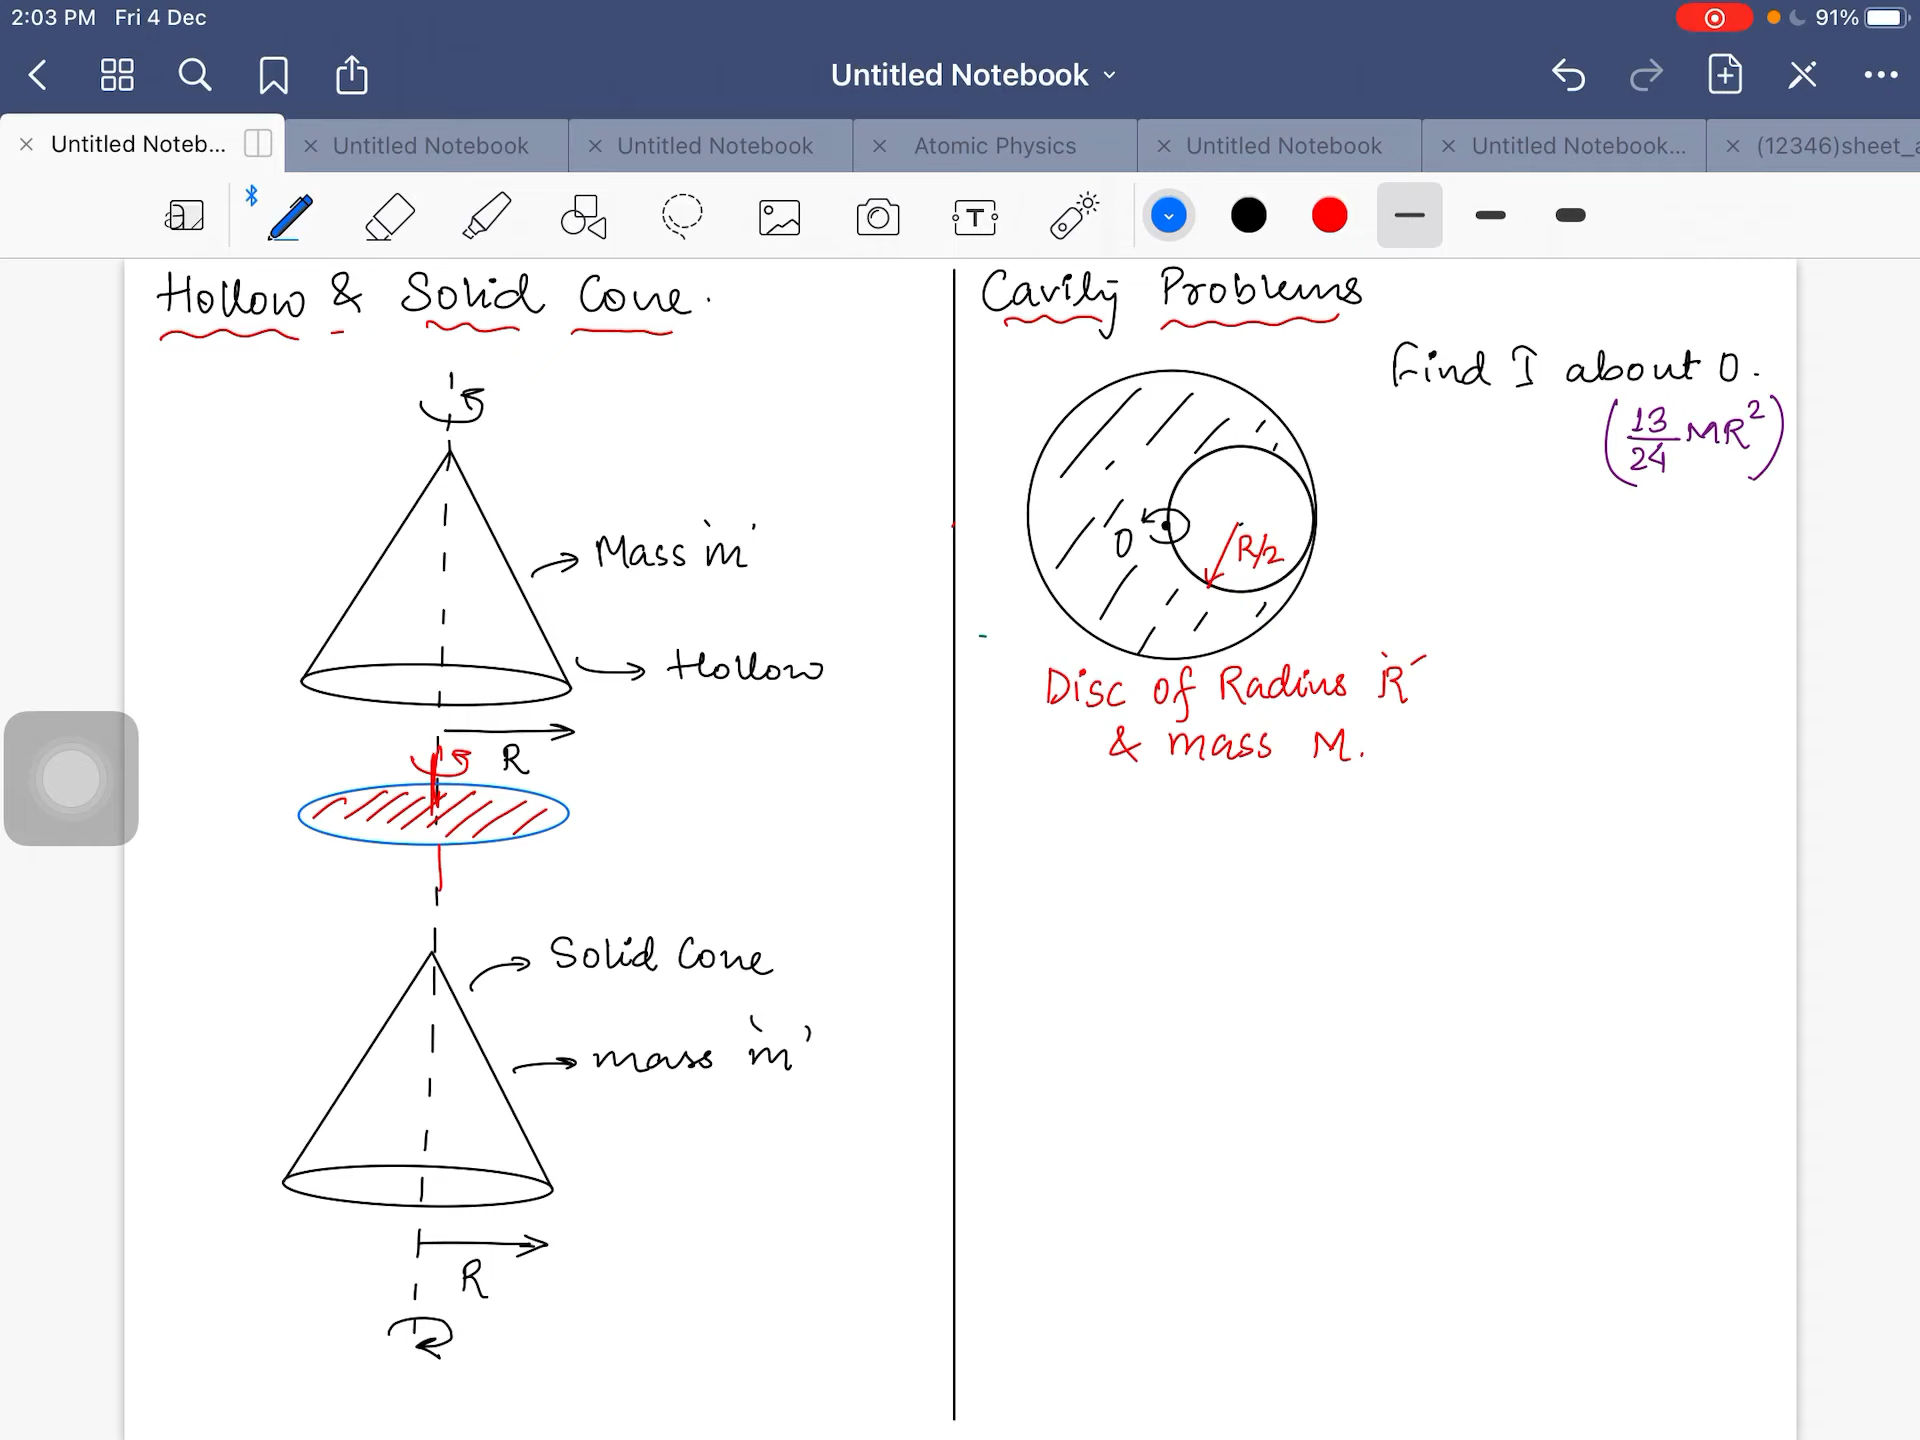 2:03 PM Fri 4 Dec
91%
Untitled Notebook
Untitled Noteb...
Untitled Notebook
Untitled Notebook
Atomic Physics
Untitled Notebook
Untitled Notebook...
(12346)sheet_a
Hollow & Solid Cone.
Mass 'm'
Hollow
R
Solid Cone
mass 'm'
R
Cavity Problems
Find I about O.
(13/24 MR²)
O
R/2
Disc of Radius 'R'
& mass M.